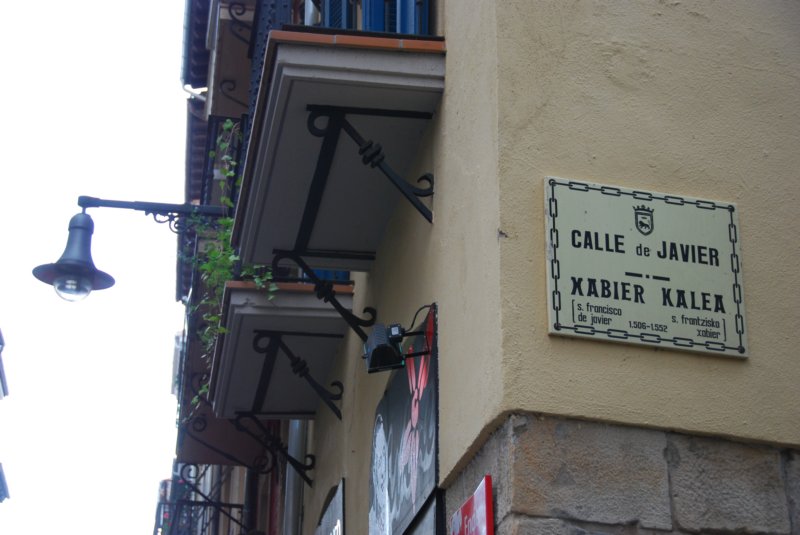 CALLE de JAVIER
XABIER KALEA
[s. francisco
de javier
1.506-1.552
s. frantzisko]
xabier